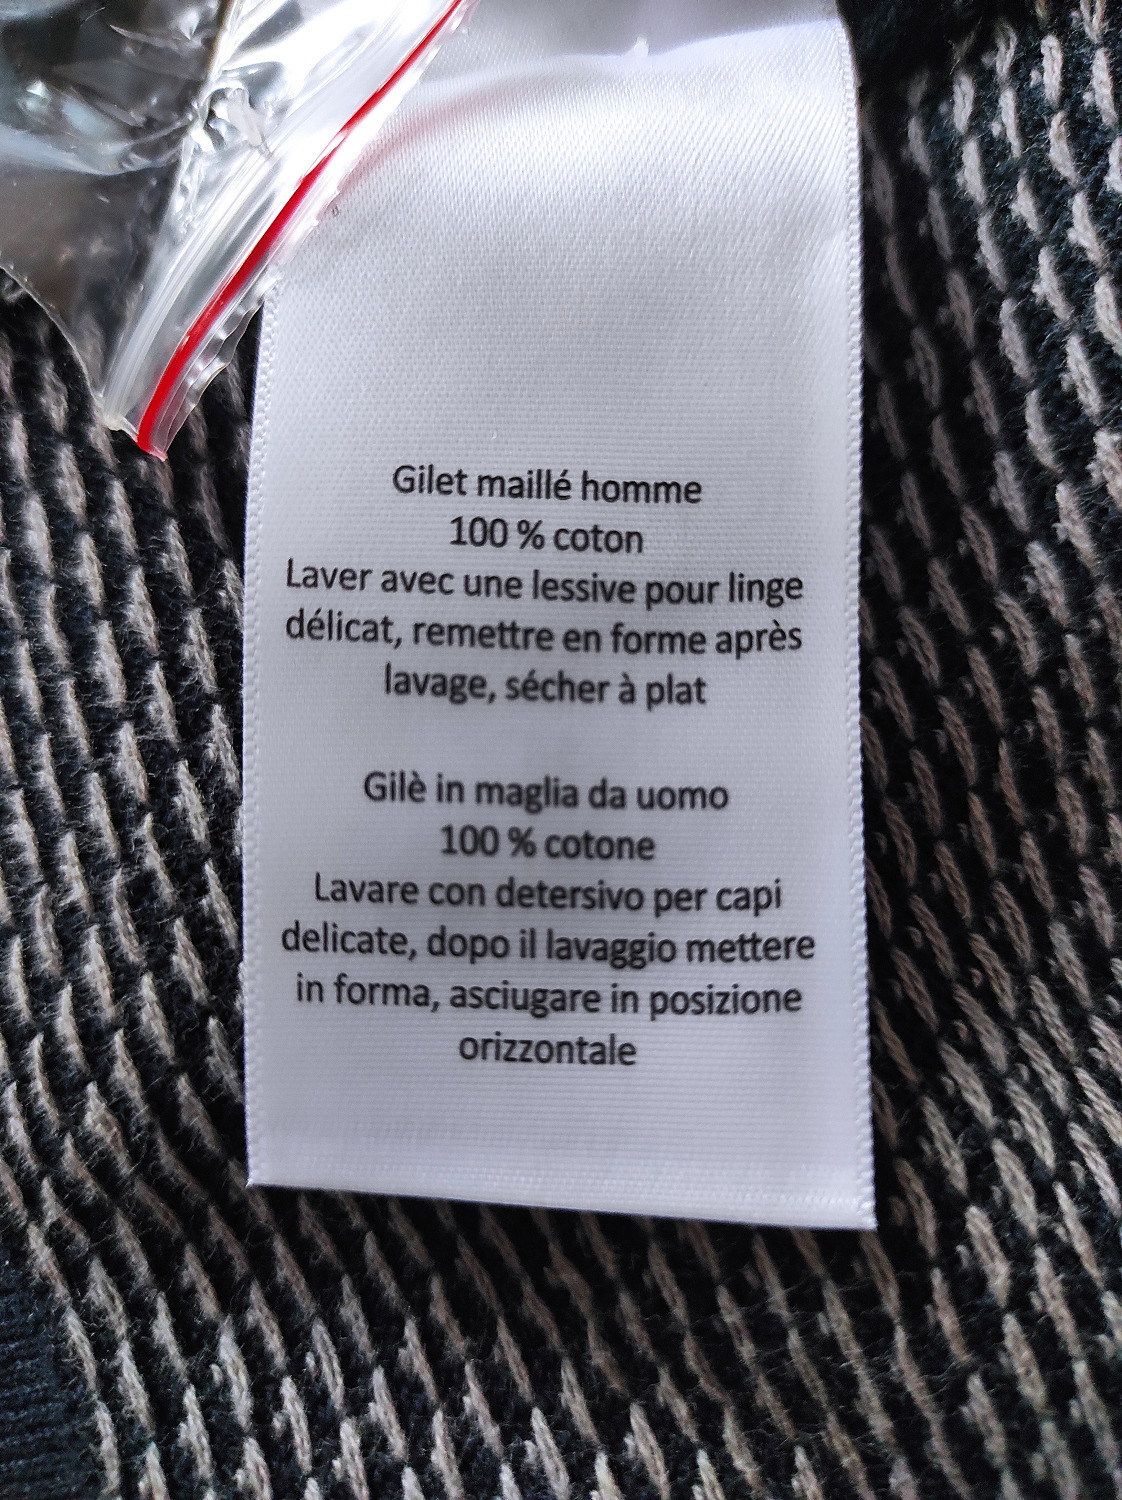 Gilet maillé homme
100 % coton
Laver avec une lessive pour linge
délicat, remettre en forme après
lavage, sécher à plat
Gilè in maglia da uomo
100 % cotone
Lavare con detersivo per capi
delicate, dopo il lavaggio mettere
in forma, asciugare in posizione
orizzontale